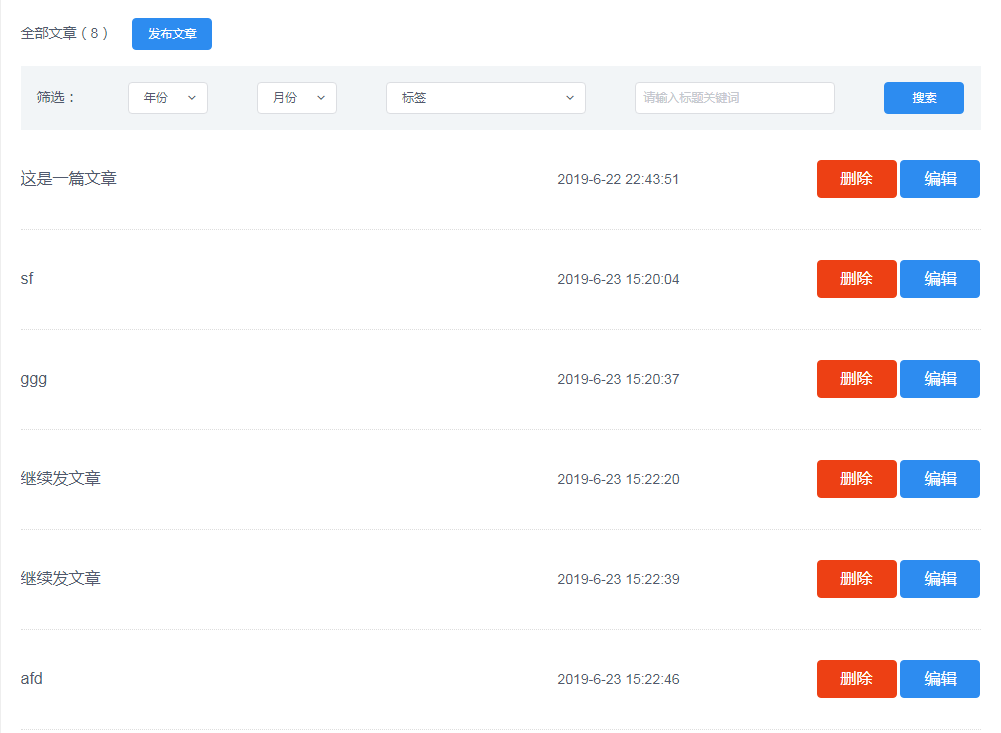 全部文章 ( 8 ) 发布文章
筛选： 年份 月份 标签 请输入标题关键词 搜索
这是一篇文章 2019-6-22 22:43:51 删除 编辑
sf 2019-6-23 15:20:04 删除 编辑
ggg 2019-6-23 15:20:37 删除 编辑
继续发文章 2019-6-23 15:22:20 删除 编辑
继续发文章 2019-6-23 15:22:39 删除 编辑
afd 2019-6-23 15:22:46 删除 编辑